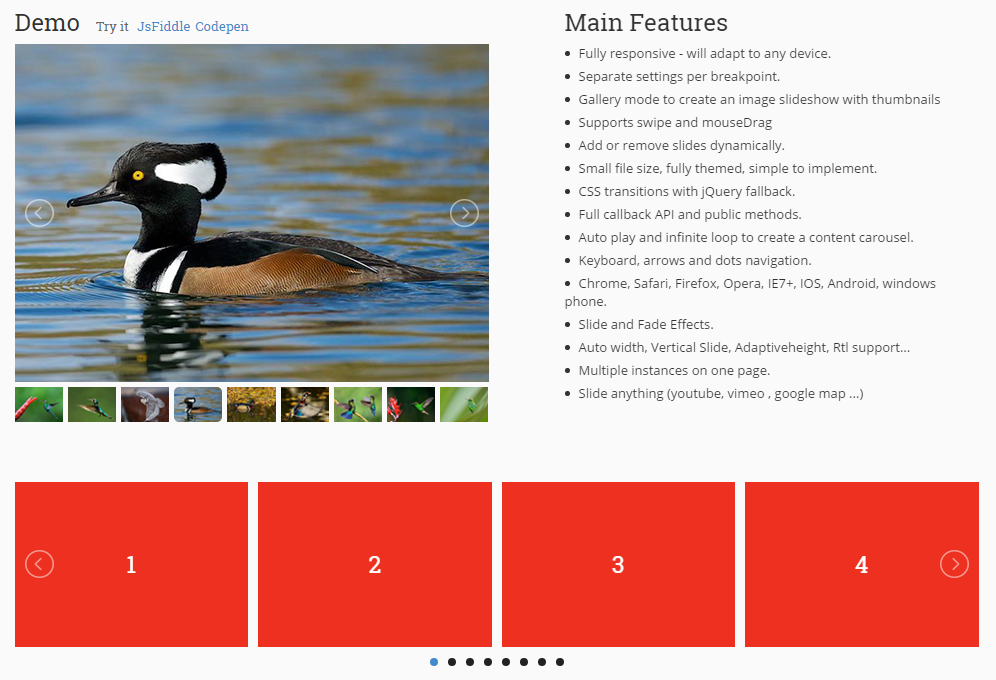 Demo Try it JsFiddle Codepen
Main Features
Fully responsive - will adapt to any device.
Separate settings per breakpoint.
Gallery mode to create an image slideshow with thumbnails
Supports swipe and mouseDrag
Add or remove slides dynamically.
Small file size, fully themed, simple to implement.
CSS transitions with jQuery fallback.
Full callback API and public methods.
Auto play and infinite loop to create a content carousel.
Keyboard, arrows and dots navigation.
Chrome, Safari, Firefox, Opera, IE7+, IOS, Android, windows
phone.
Slide and Fade Effects.
Auto width, Vertical Slide, Adaptiveheight, Rtl support...
Multiple instances on one page.
Slide anything (youtube, vimeo , google map ...)
1 2 3 4